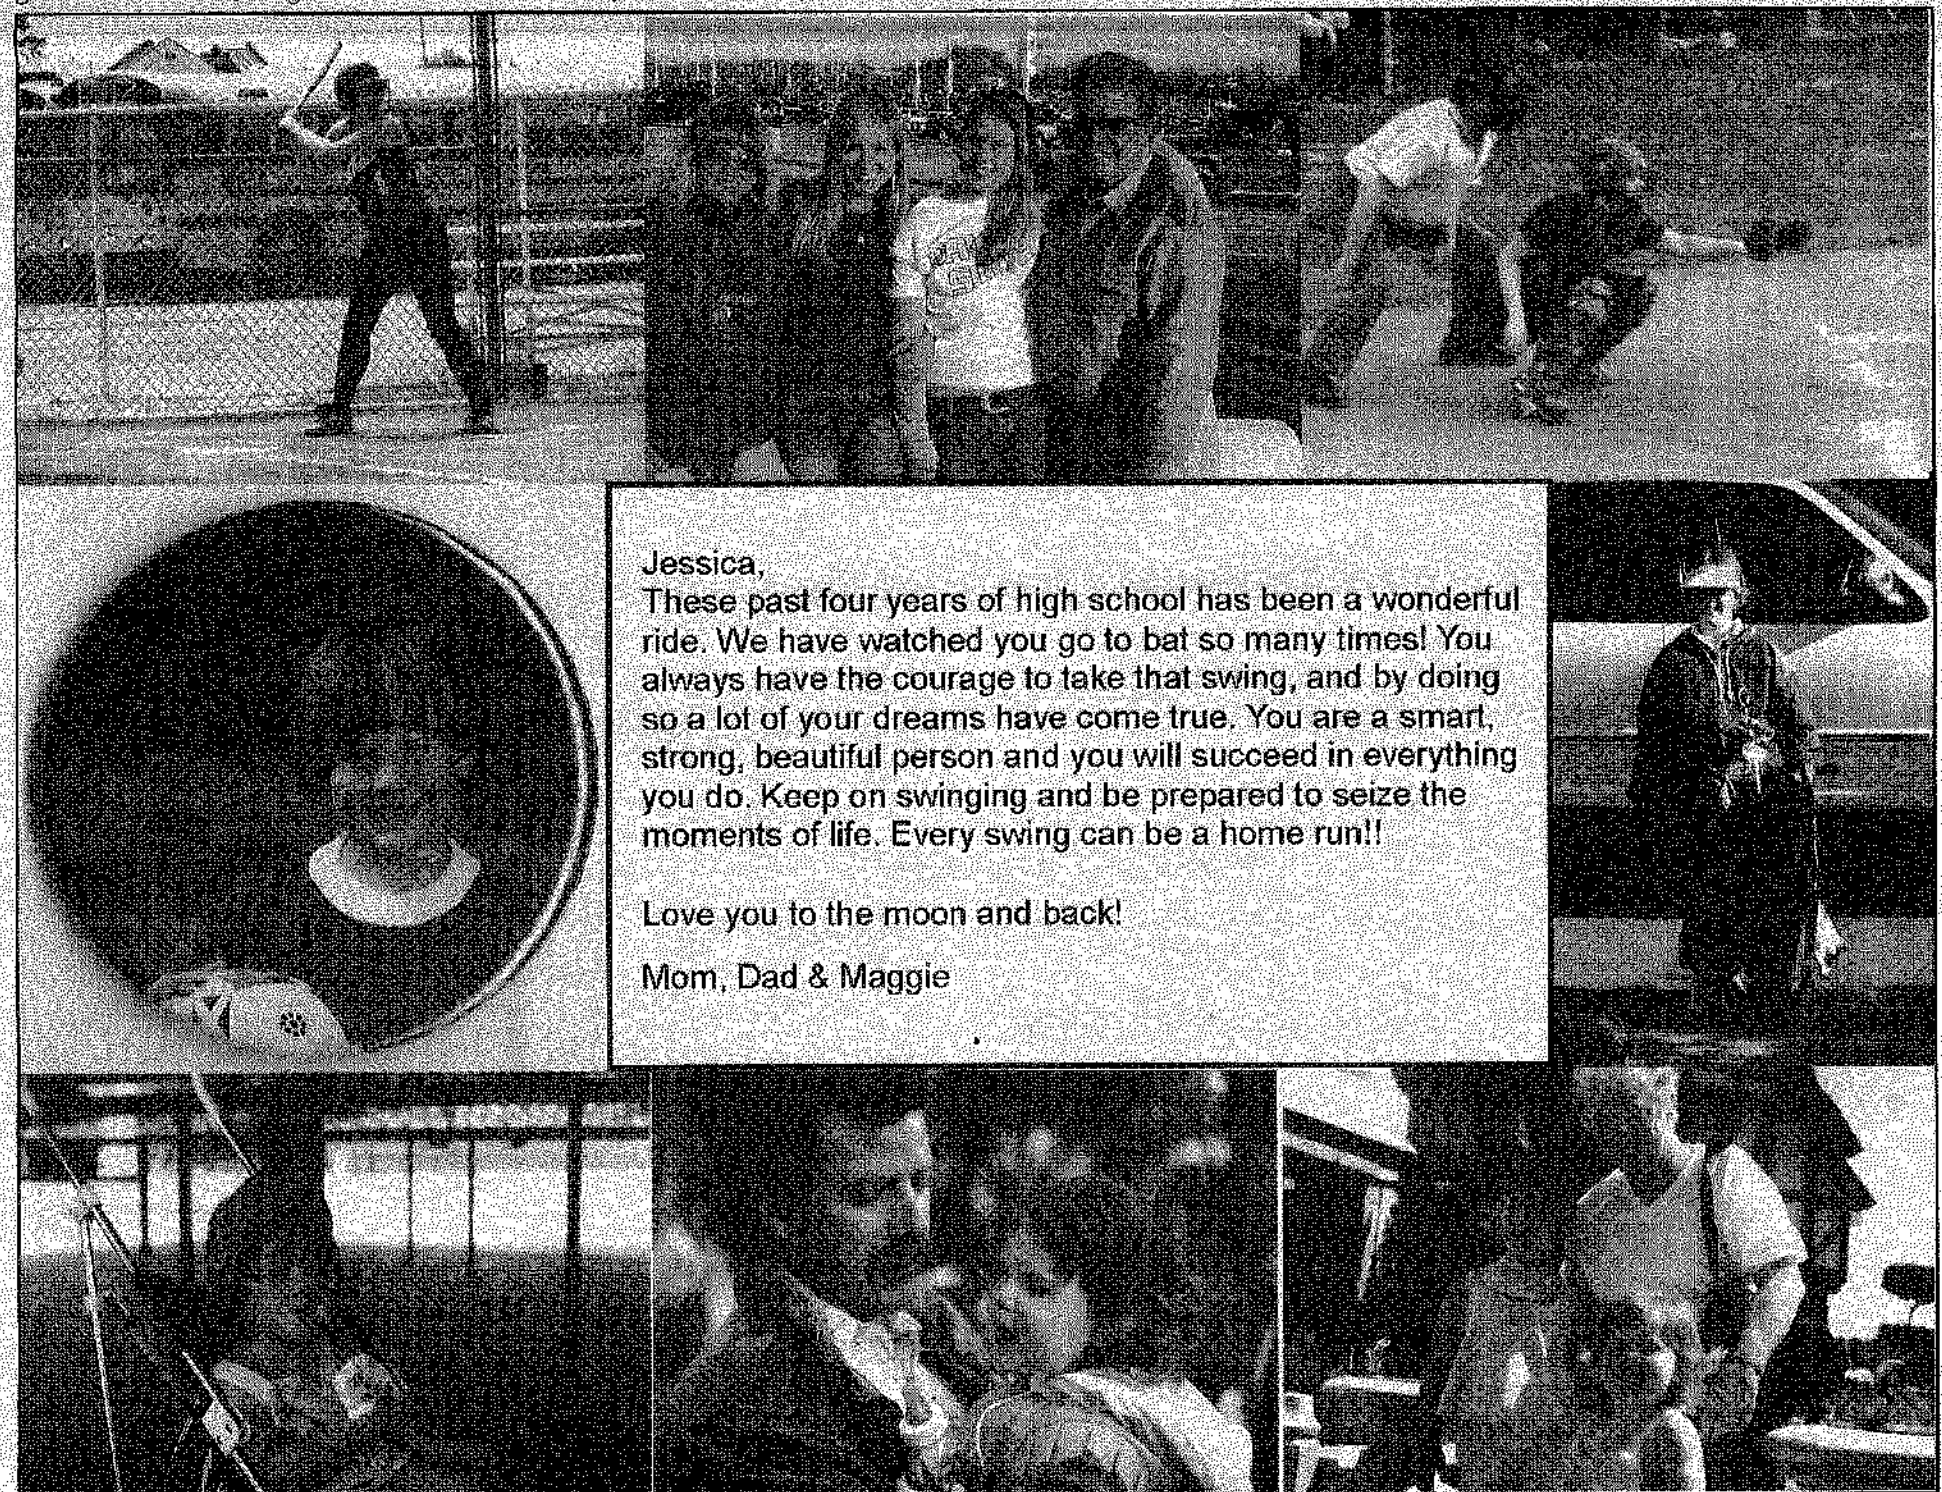 Jessica,
These past four years of high school has been a wonderful
ride. We have watched you go to bat so many times! You
always have the courage to take that swing, and by doing
so a lot of your dreams have come true. You are a smart,
strong, beautiful person and you will succeed in everything
you do. Keep on swinging and be prepared to seize the
moments of life. Every swing can be a home run!!
Love you to the moon and back!
Mom, Dad & Maggie